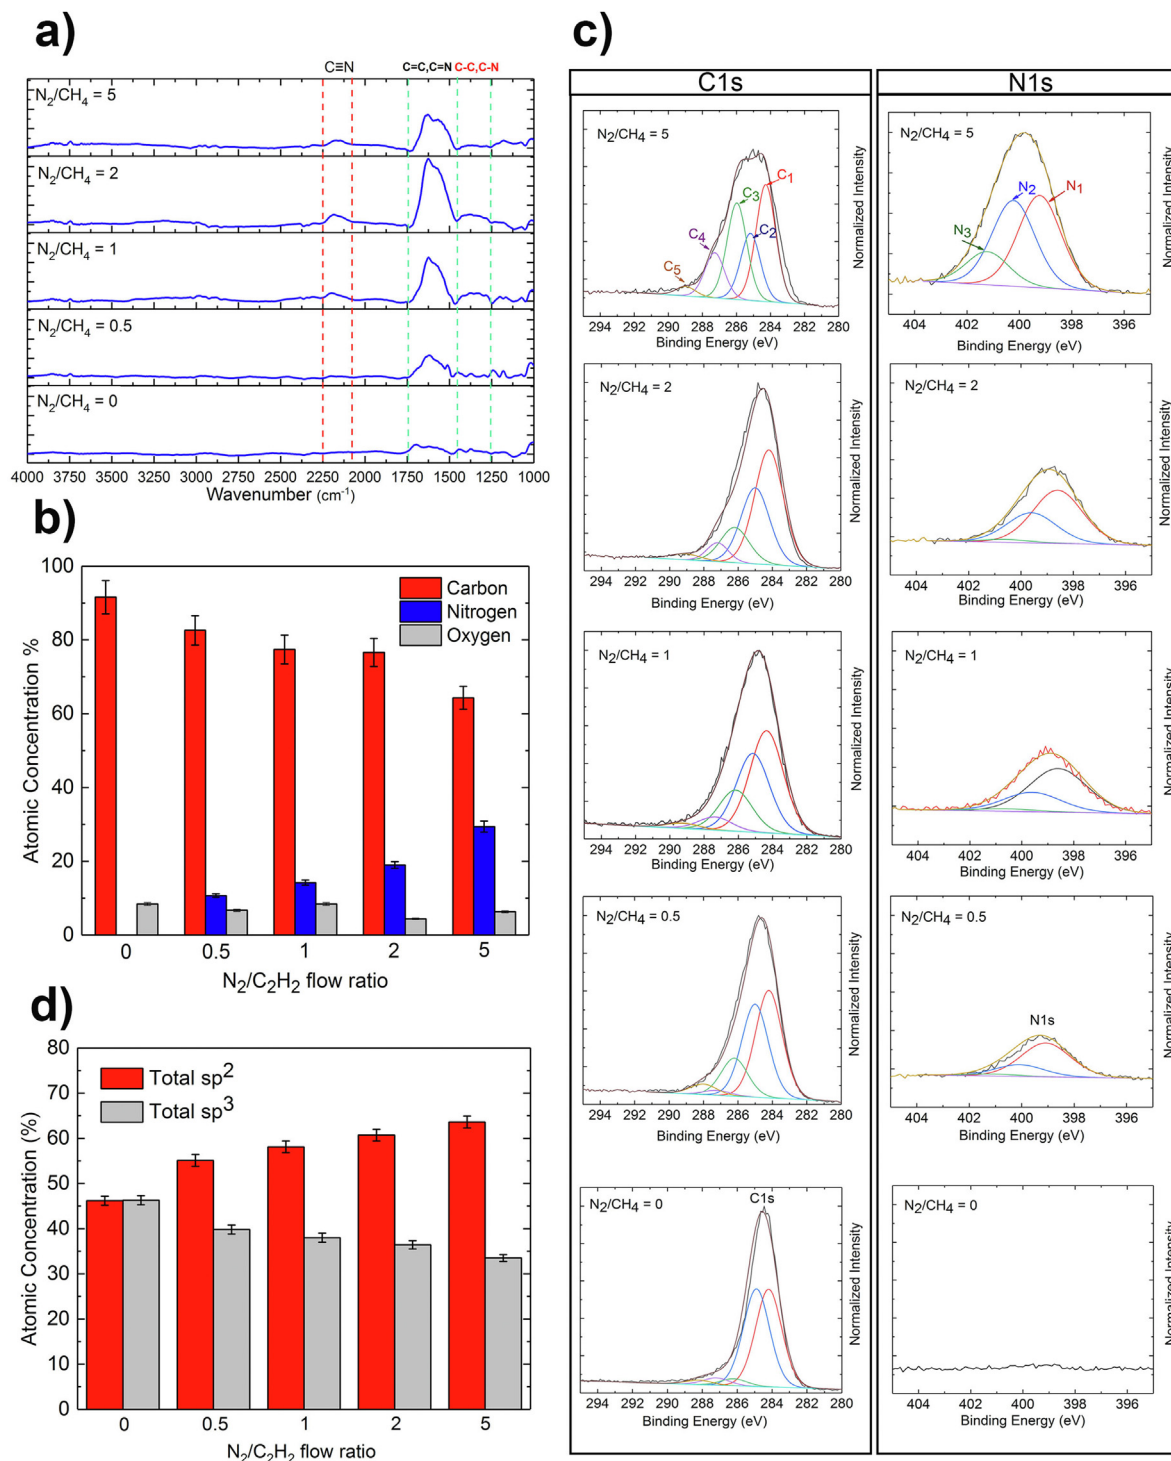 a)
C≡N
C=C,C=N
C-C,C-N
N₂/CH₄ = 5
N₂/CH₄ = 2
N₂/CH₄ = 1
N₂/CH₄ = 0.5
N₂/CH₄ = 0
4000 3750 3500 3250 3000 2750 2500 2250 2000 1750 1500 1250 1000
Wavenumber (cm⁻¹)
b)
100
80
60
40
20
0
Atomic Concentration %
Carbon
Nitrogen
Oxygen
0 0.5 1 2 5
N₂/C₂H₂ flow ratio
d)
80
70
60
50
40
30
20
10
0
Atomic Concentration (%)
Total sp²
Total sp³
0 0.5 1 2 5
N₂/C₂H₂ flow ratio
c)
C1s
N₂/CH₄ = 5
C₁
C₃
C₂
C₄
C₅
Normalized Intensity
294 292 290 288 286 284 282 280
Binding Energy (eV)
N₂/CH₄ = 2
Normalized Intensity
294 292 290 288 286 284 282 280
Binding Energy (eV)
N₂/CH₄ = 1
Normalized Intensity
294 292 290 288 286 284 282 280
Binding Energy (eV)
N₂/CH₄ = 0.5
Normalized Intensity
294 292 290 288 286 284 282 280
Binding Energy (eV)
N₂/CH₄ = 0
C1s
Normalized Intensity
294 292 290 288 286 284 282 280
Binding Energy (eV)
N1s
N₂/CH₄ = 5
N₂
N₁
N₃
Normalized Intensity
404 402 400 398 396
Binding Energy (eV)
N₂/CH₄ = 2
Normalized Intensity
404 402 400 398 396
Binding Energy (eV)
N₂/CH₄ = 1
Normalized Intensity
404 402 400 398 396
Binding Energy (eV)
N₂/CH₄ = 0.5
N1s
Normalized Intensity
404 402 400 398 396
Binding Energy (eV)
N₂/CH₄ = 0
Normalized Intensity
404 402 400 398 396
Binding Energy (eV)